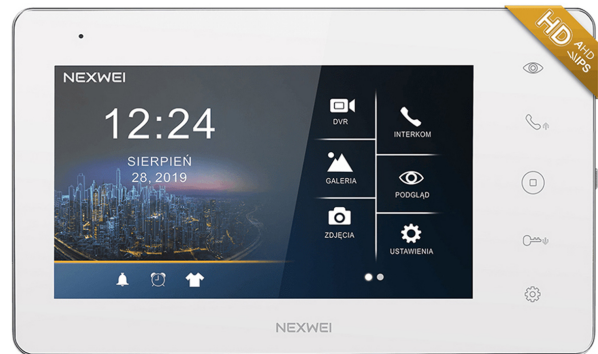 HD
AHD
IPS
NEXWEI
12:24
SIERPIEŃ
28, 2019
DVR
INTERKOM
GALERIA
PODGLĄD
ZDJĘCIA
USTAWIENIA
NEXWEI